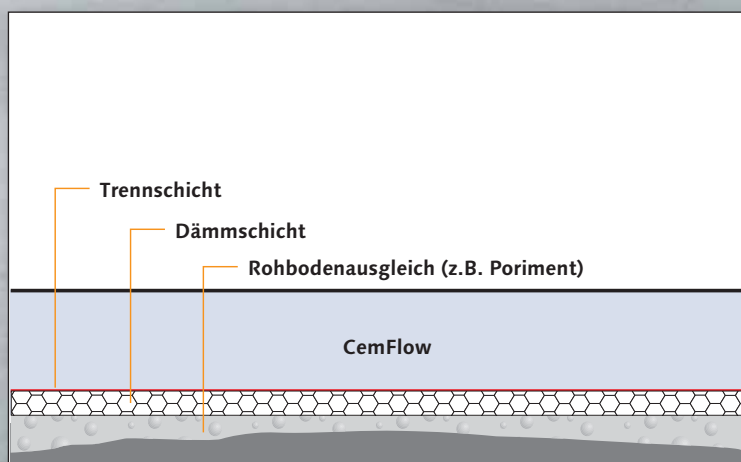 Trennschicht
Dämmschicht
Rohbodenausgleich (z.B. Poriment)
CemFlow